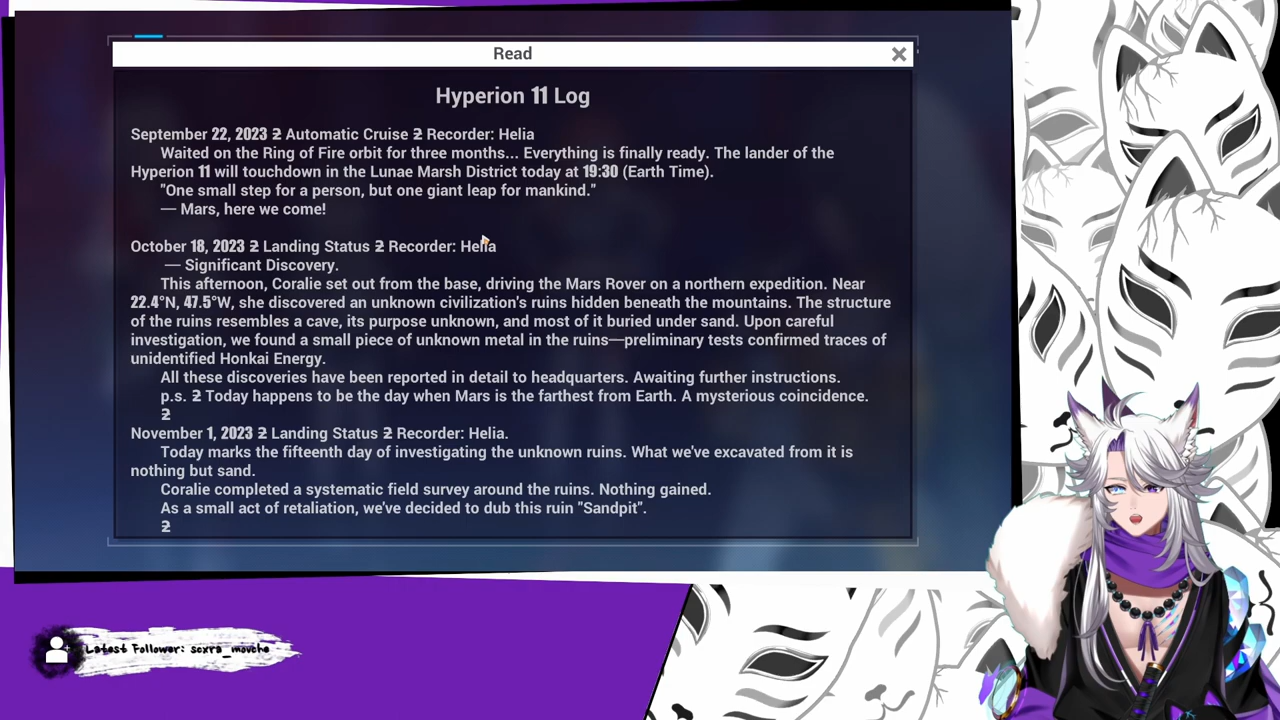 Read
Hyperion 11 Log
September 22, 2023 2 Automatic Cruise 2 Recorder: Helia
Waited on the Ring of Fire orbit for three months... Everything is finally ready. The lander of the
Hyperion 11 will touchdown in the Lunae Marsh District today at 19:30 (Earth Time).
"One small step for a person, but one giant leap for mankind."
— Mars, here we come!
October 18, 2023 2 Landing Status 2 Recorder: Helia
— Significant Discovery.
This afternoon, Coralie set out from the base, driving the Mars Rover on a northern expedition. Near
22.4°N, 47.5°W, she discovered an unknown civilization's ruins hidden beneath the mountains. The structure
of the ruins resembles a cave, its purpose unknown, and most of it buried under sand. Upon careful
investigation, we found a small piece of unknown metal in the ruins—preliminary tests confirmed traces of
unidentified Honkai Energy.
All these discoveries have been reported in detail to headquarters. Awaiting further instructions.
p.s. 2 Today happens to be the day when Mars is the farthest from Earth. A mysterious coincidence.
2
November 1, 2023 2 Landing Status 2 Recorder: Helia.
Today marks the fifteenth day of investigating the unknown ruins. What we've excavated from it is
nothing but sand.
Coralie completed a systematic field survey around the ruins. Nothing gained.
As a small act of retaliation, we've decided to dub this ruin "Sandpit".
2
Latest Follower: scxra_mouche